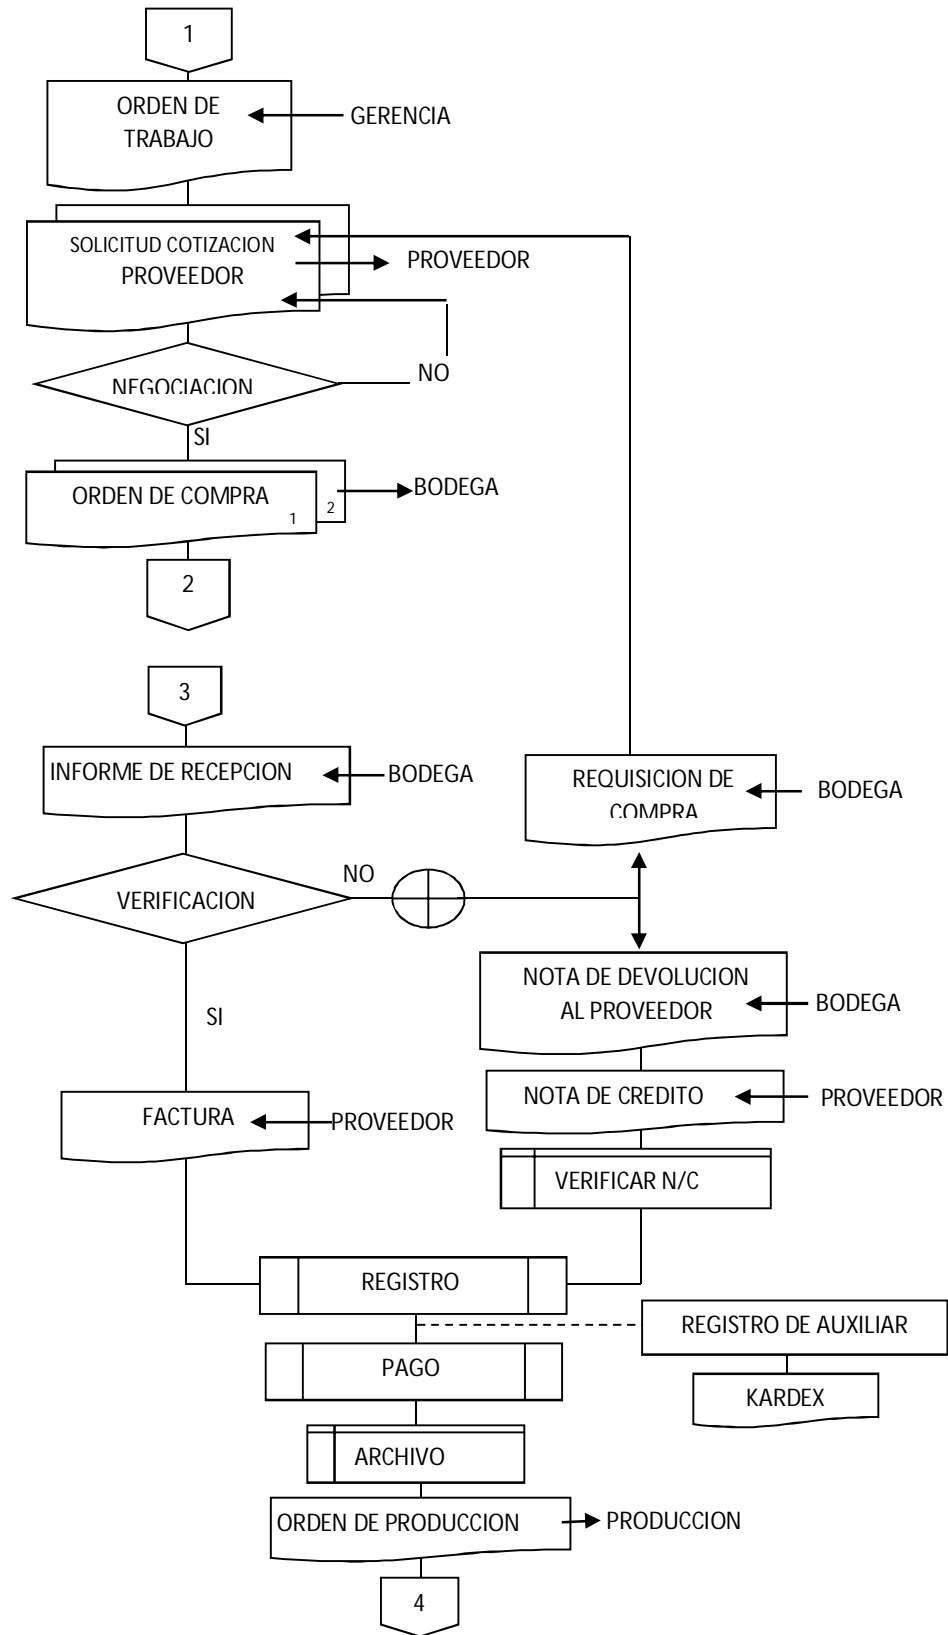 1
ORDEN DE
TRABAJO
GERENCIA
SOLICITUD COTIZACION
PROVEEDOR
PROVEEDOR
NEGOCIACION
NO
SI
ORDEN DE COMPRA
1
2
BODEGA
2
3
INFORME DE RECEPCION
BODEGA
REQUISICION DE
COMPRA
BODEGA
VERIFICACION
NO
NOTA DE DEVOLUCION
AL PROVEEDOR
BODEGA
SI
NOTA DE CREDITO
PROVEEDOR
FACTURA
PROVEEDOR
VERIFICAR N/C
REGISTRO
REGISTRO DE AUXILIAR
PAGO
KARDEX
ARCHIVO
ORDEN DE PRODUCCION
PRODUCCION
4